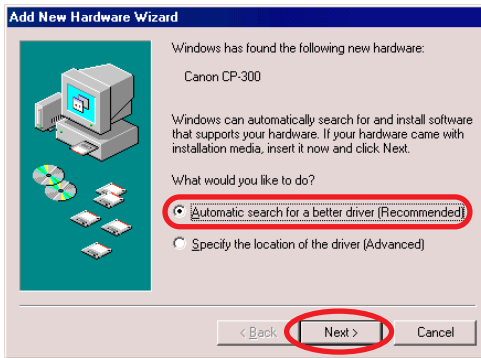 Add New Hardware Wizard
Windows has found the following new hardware:
Canon CP-300
Windows can automatically search for and install software
that supports your hardware. If your hardware came with
installation media, insert it now and click Next.
What would you like to do?
Automatic search for a better driver (Recommended)
Specify the location of the driver (Advanced)
< Back
Next >
Cancel